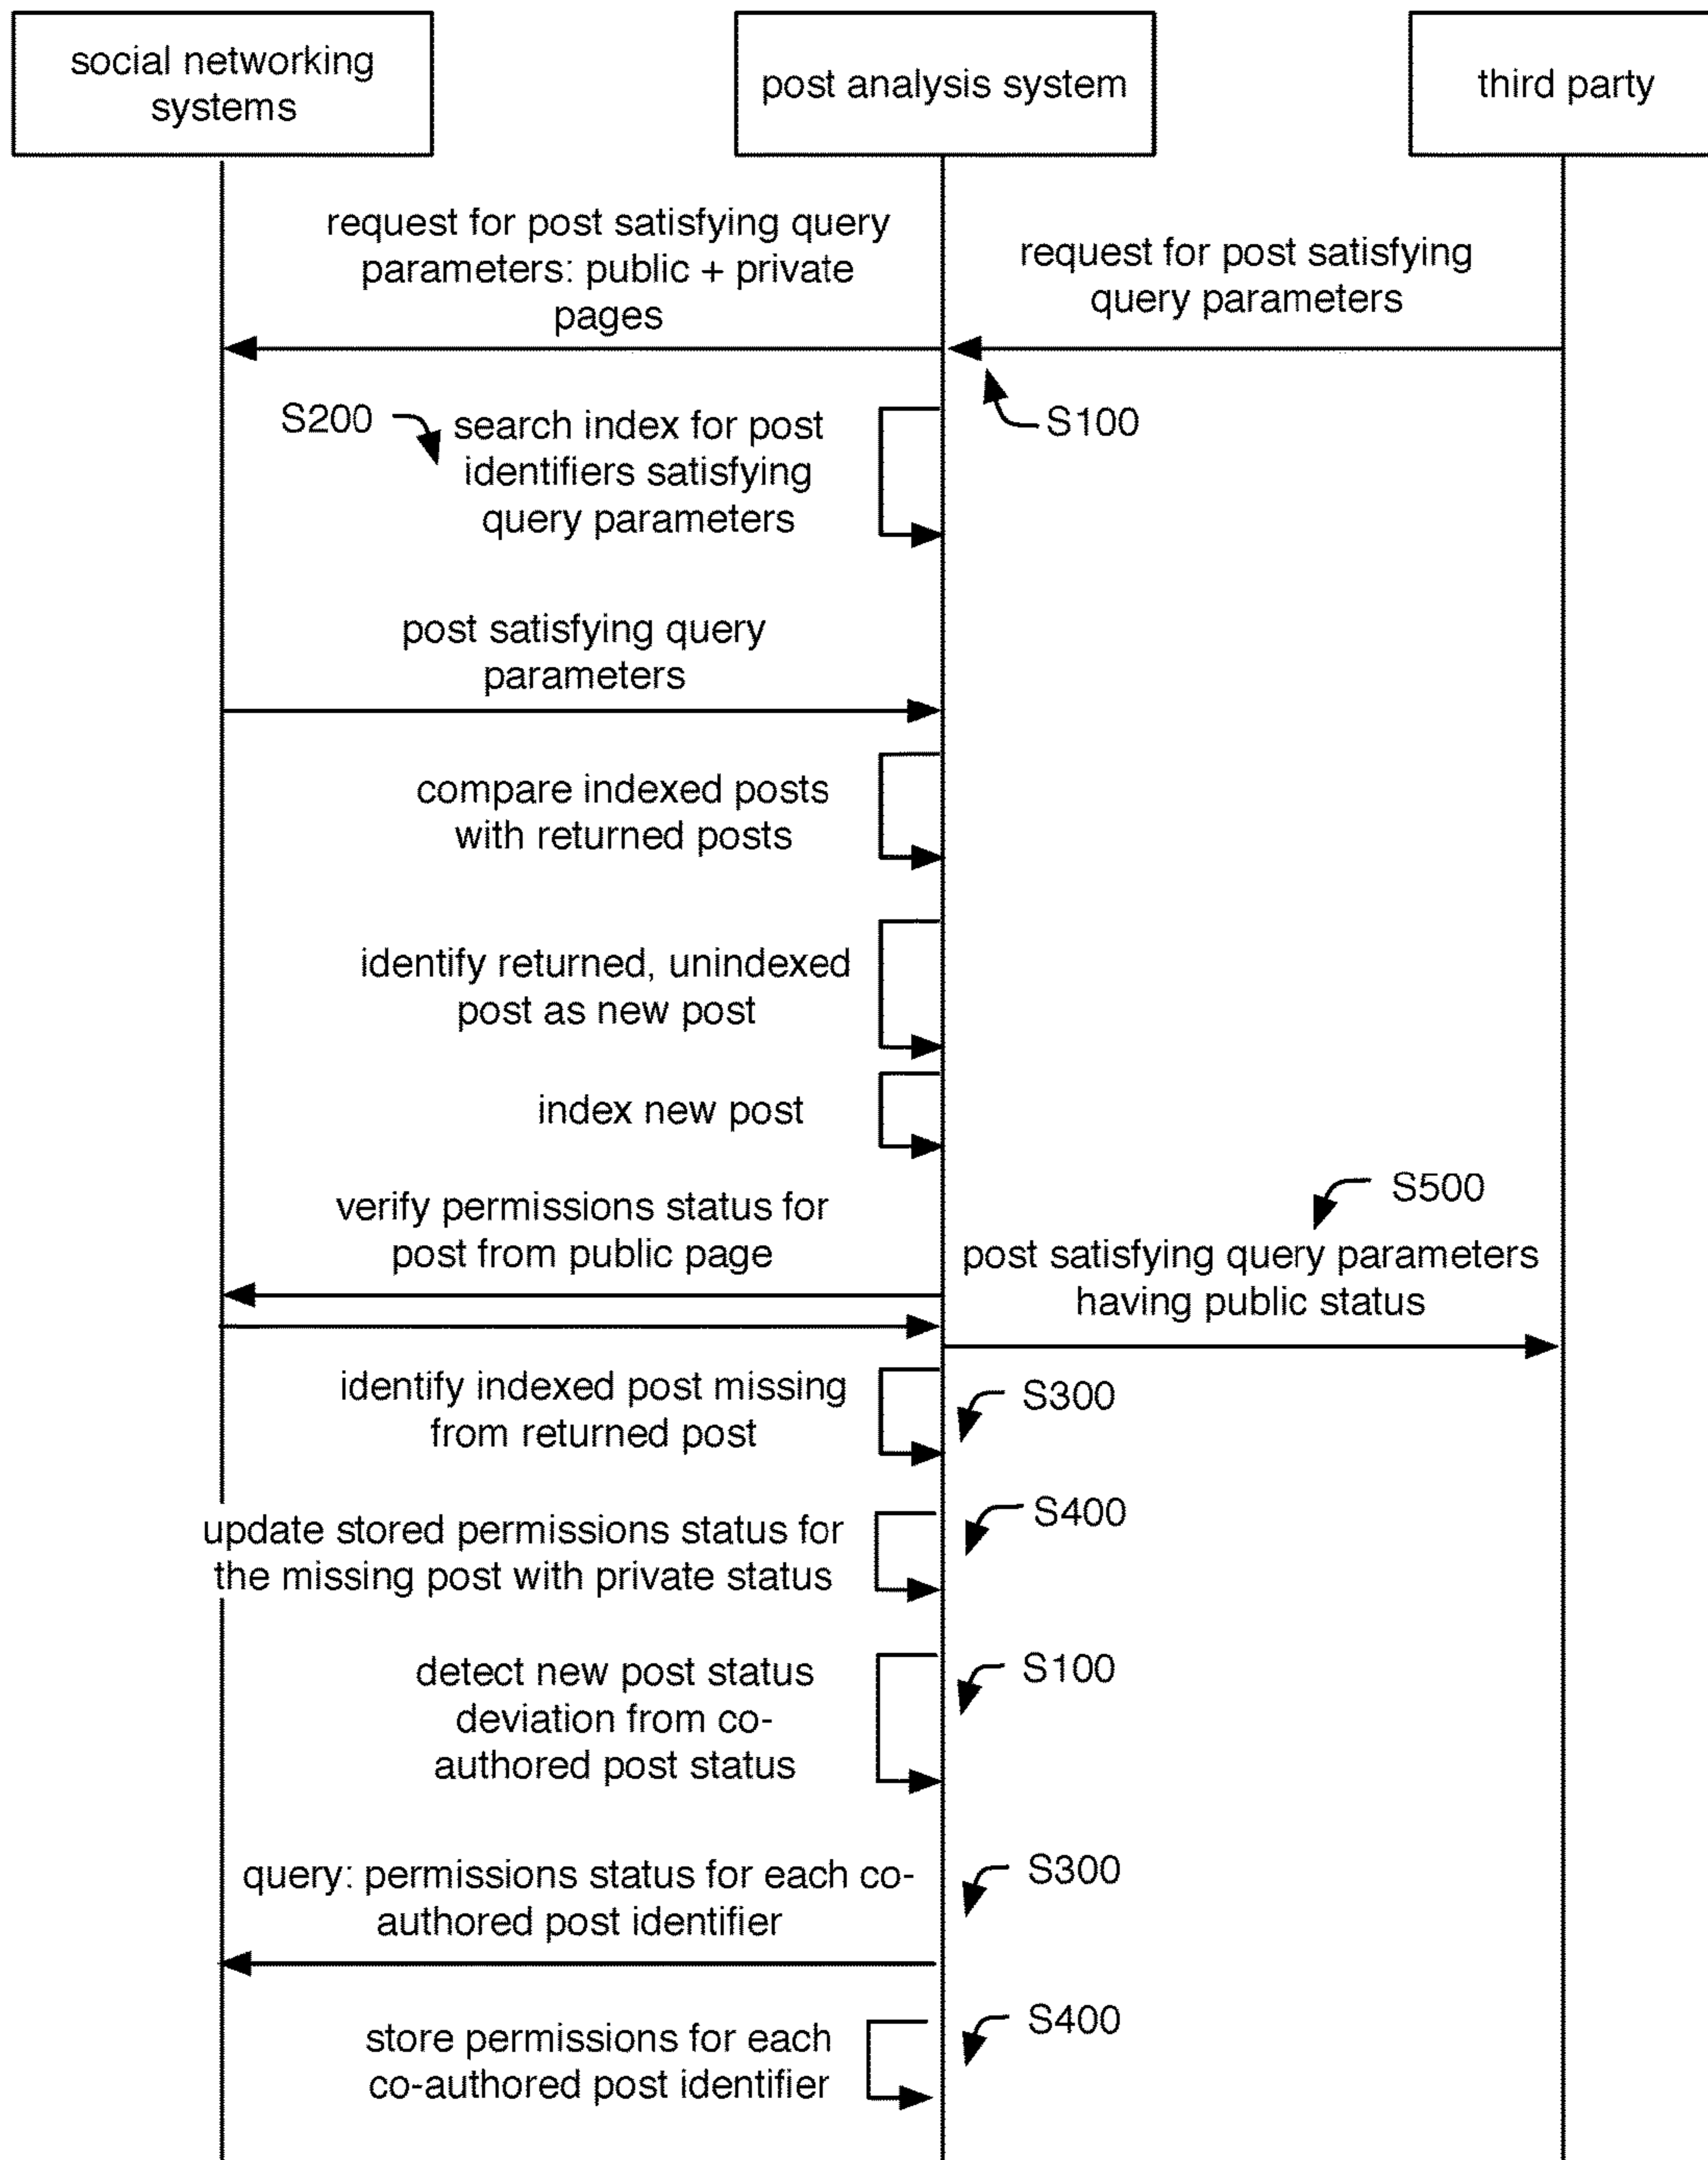 social networking
systems
post analysis system
third party
request for post satisfying query
parameters: public + private
pages
request for post satisfying
query parameters
S100
S200
search index for post
identifiers satisfying
query parameters
post satisfying query
parameters
compare indexed posts
with returned posts
identify returned, unindexed
post as new post
index new post
verify permissions status for
post from public page
S500
post satisfying query parameters
having public status
identify indexed post missing
from returned post
S300
update stored permissions status for
the missing post with private status
S400
detect new post status
deviation from co-
authored post status
S100
query: permissions status for each co-
authored post identifier
S300
store permissions for each
co-authored post identifier
S400